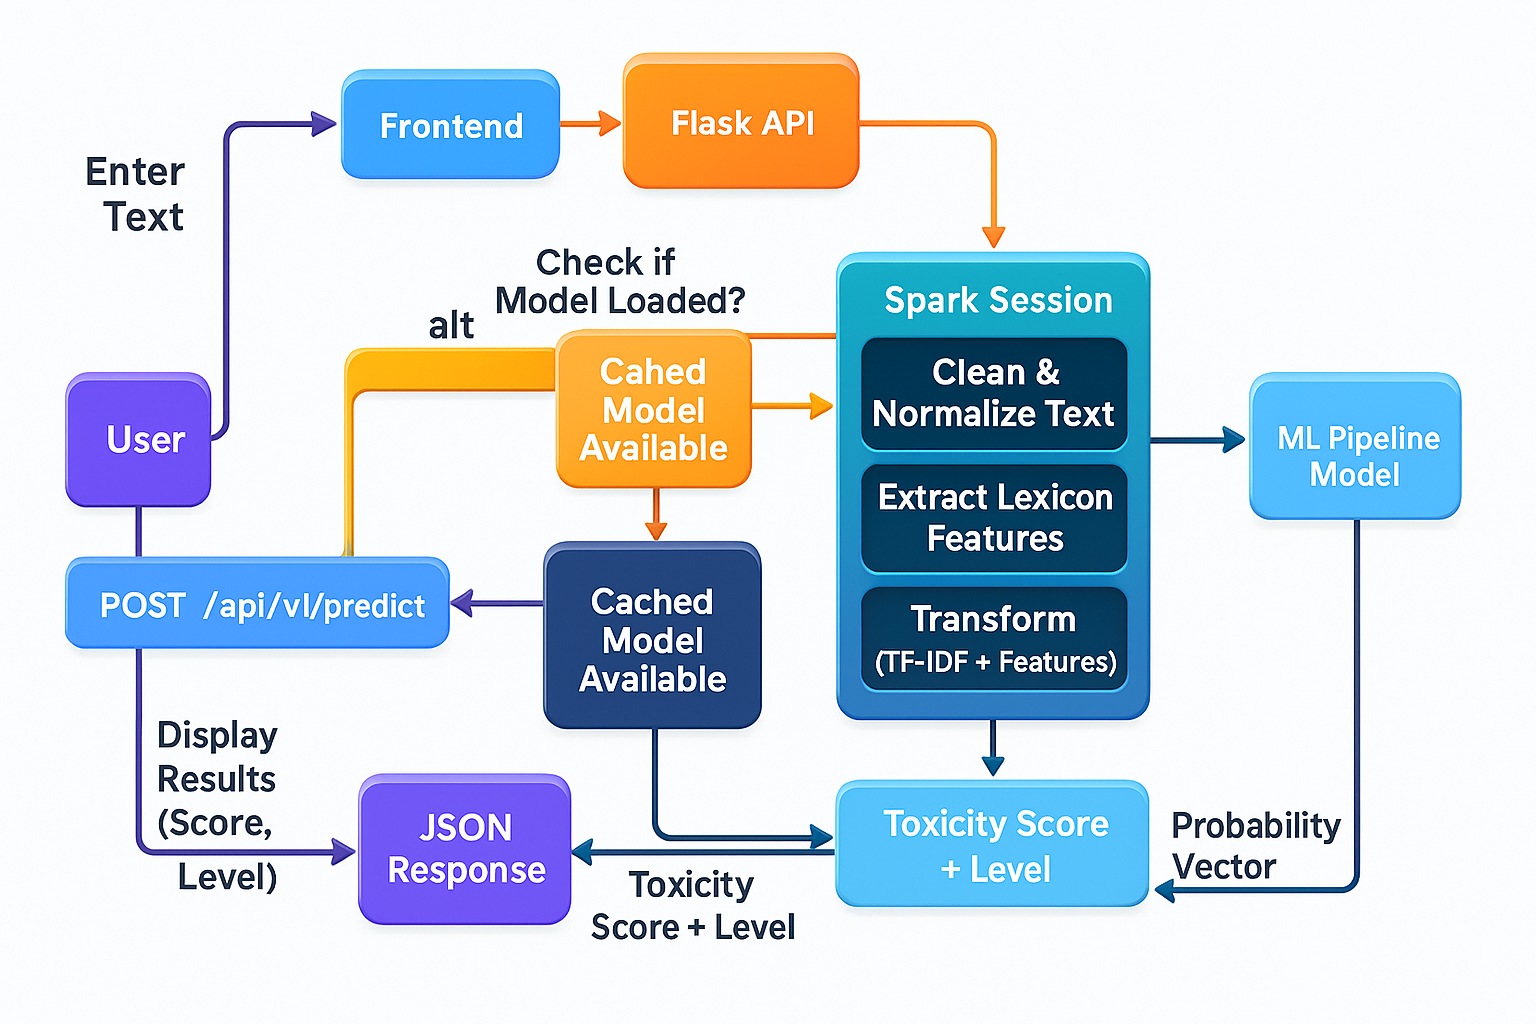 Frontend
Flask API
Enter
Text
Check if
Model Loaded?
alt
Spark Session
Cahed
Model
Available
Clean &
Normalize Text
User
ML Pipeline
Model
Extract Lexicon
Features
POST /api/vl/predict
Cached
Model
Available
Transform
(TF-IDF + Features)
Display
Results
(Score,
Level)
JSON
Response
Toxicity
Score + Level
Toxicity Score
+ Level
Probability
Vector